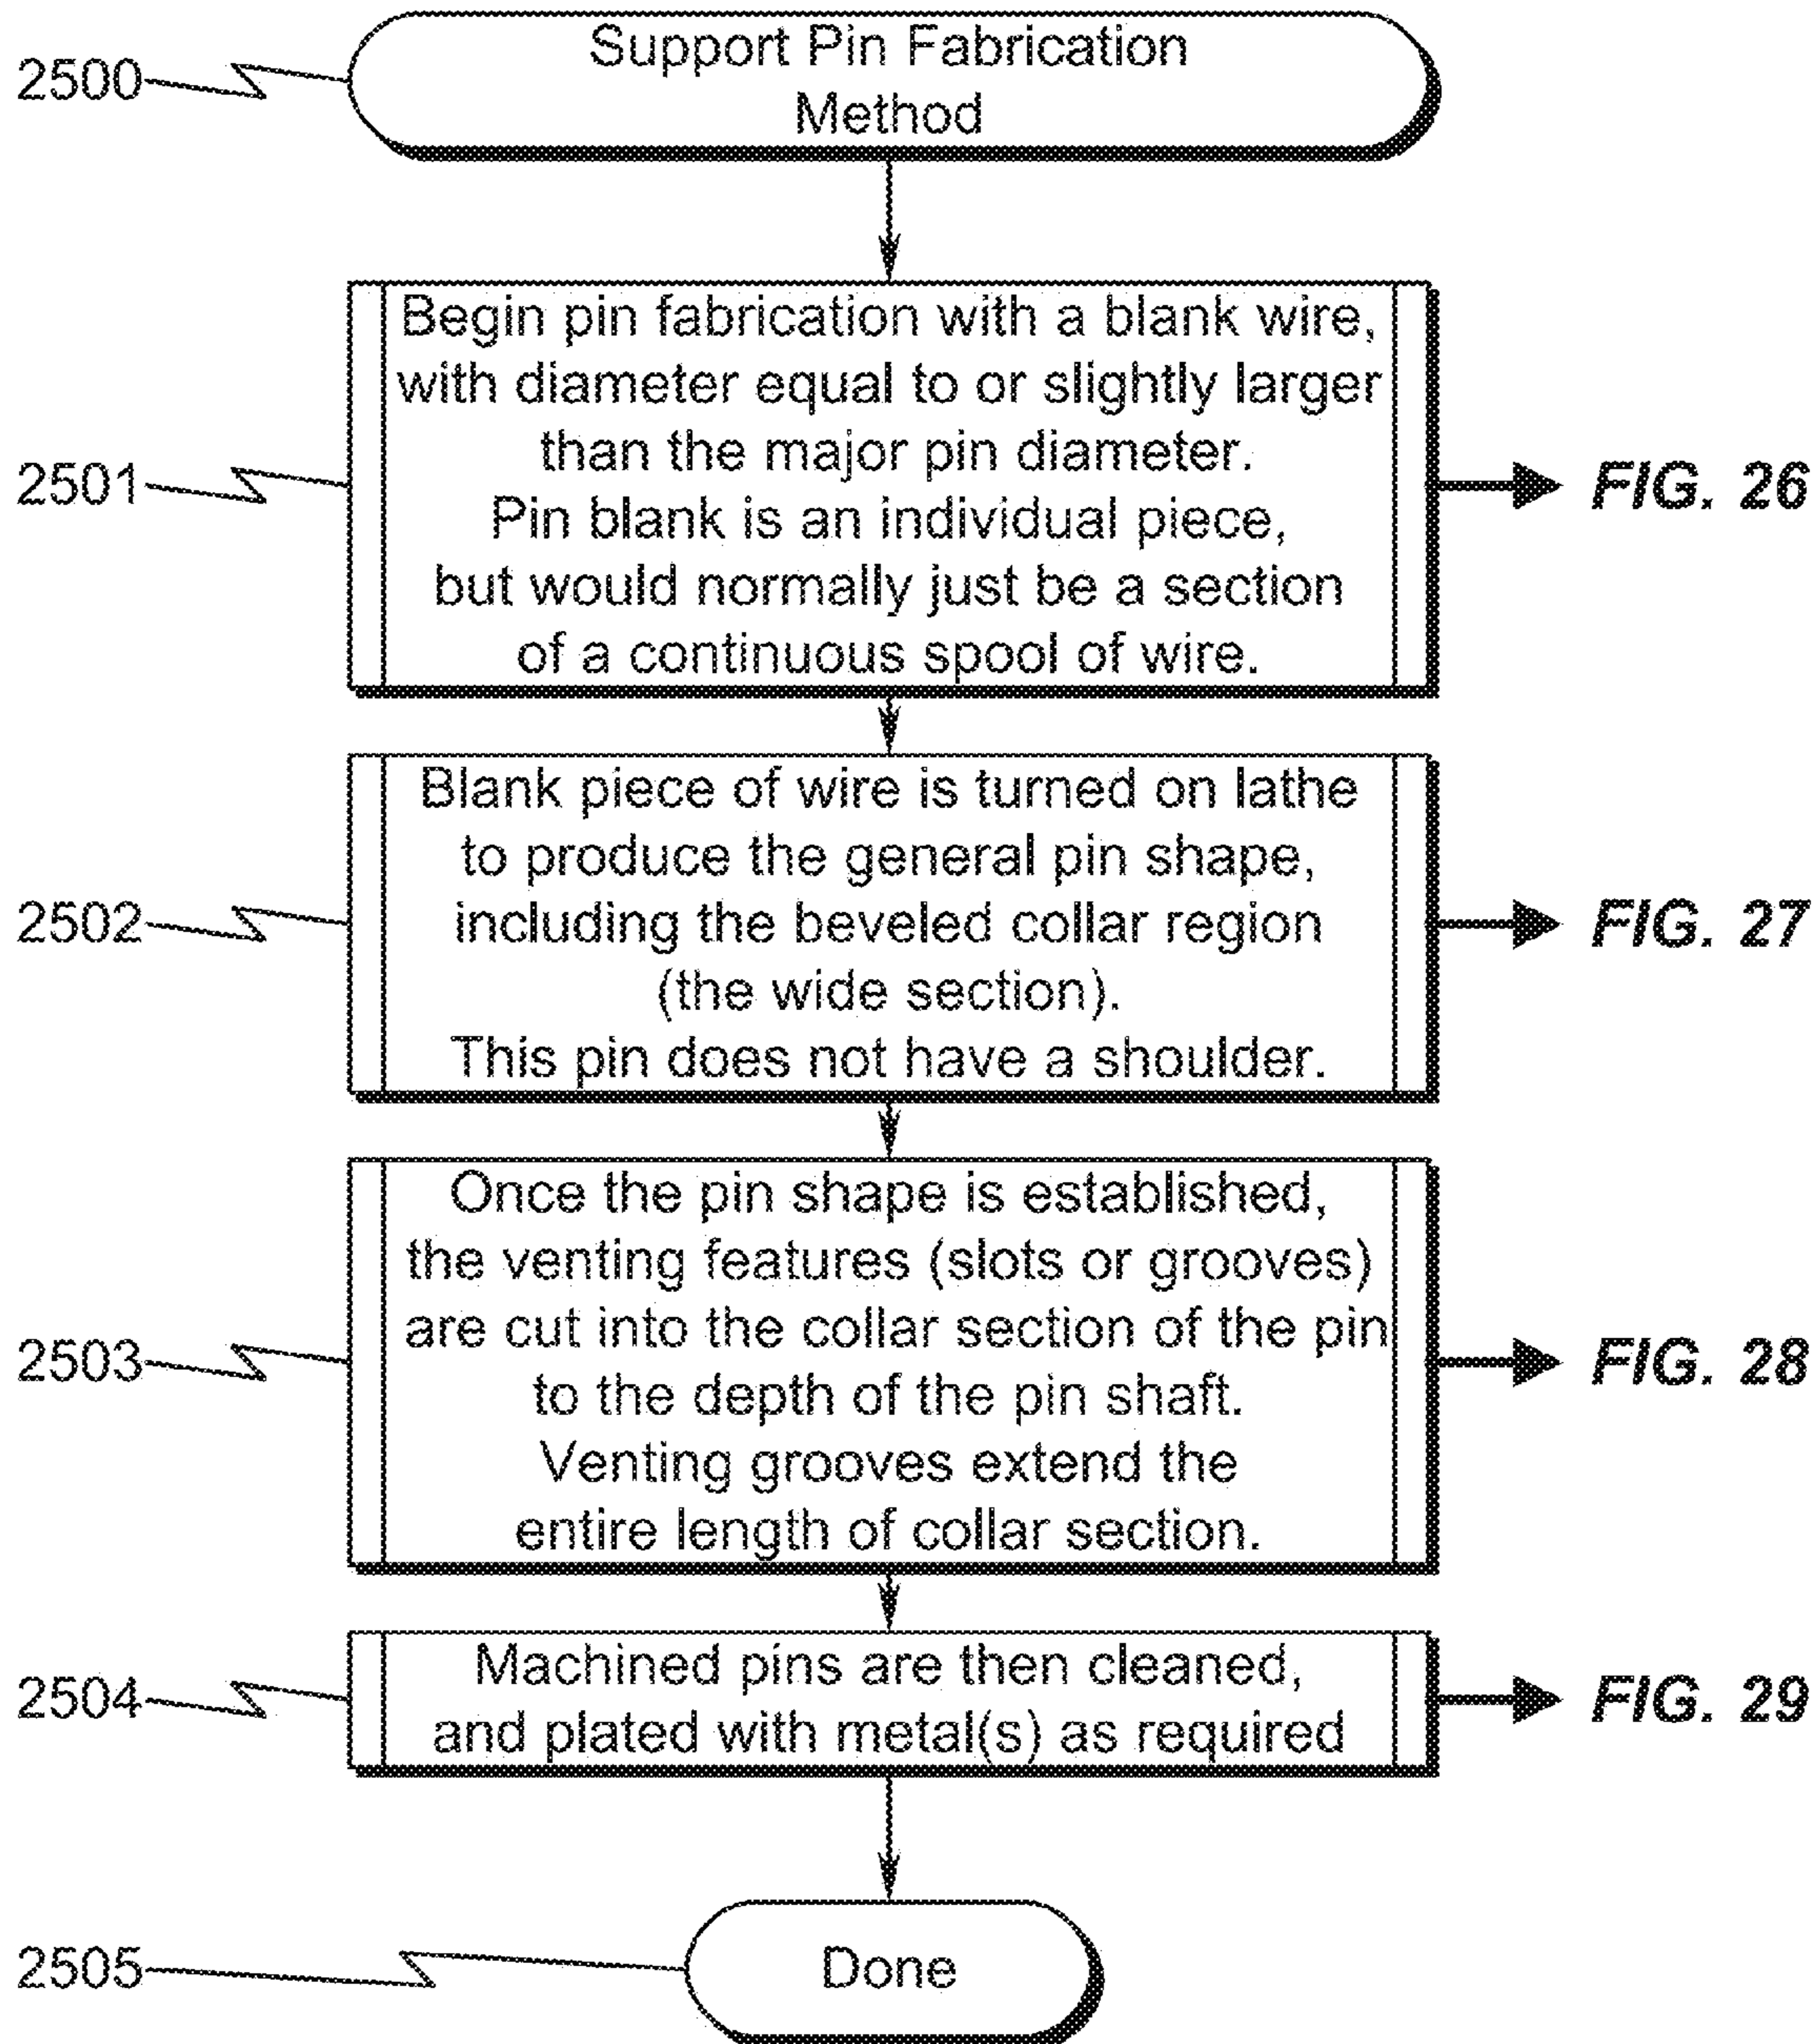 2500
Support Pin Fabrication
Method
Begin pin fabrication with a blank wire,
with diameter equal to or slightly larger
than the major pin diameter.
2501
FIG. 26
Pin blank is an individual piece,
but would normally just be a section
of a continuous spool of wire.
Blank piece of wire is turned on lathe
to produce the general pin shape,
2502
including the beveled collar region
FIG. 27
(the wide section).
This pin does not have a shoulder.
Once the pin shape is established,
the venting features (slots or grooves)
are cut into the collar section of the pin
2503
FIG. 28
to the depth of the pin shaft.
Venting grooves extend the
entire length of collar section.
2504
Machined pins are then cleaned,
and plated with metal(s) as required
FIG. 29
2505
Done